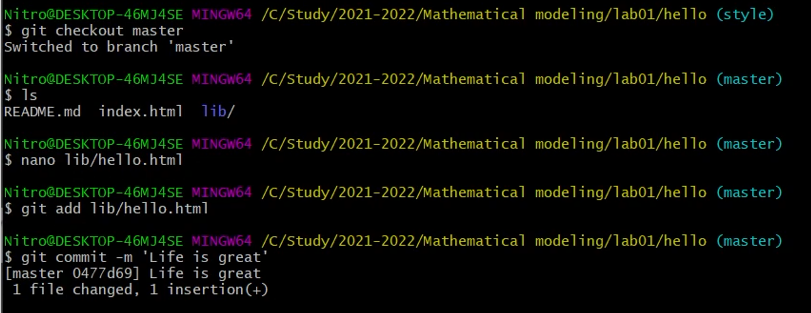 Nitro@DESKTOP-46MJ4SE MINGW64 /C/Study/2021-2022/Mathematical modeling/lab01/hello (style)
$ git checkout master
Switched to branch 'master'
Nitro@DESKTOP-46MJ4SE MINGW64 /C/Study/2021-2022/Mathematical modeling/lab01/hello (master)
$ ls
README.md  index.html  lib/
Nitro@DESKTOP-46MJ4SE MINGW64 /C/Study/2021-2022/Mathematical modeling/lab01/hello (master)
$ nano lib/hello.html
Nitro@DESKTOP-46MJ4SE MINGW64 /C/Study/2021-2022/Mathematical modeling/lab01/hello (master)
$ git add lib/hello.html
Nitro@DESKTOP-46MJ4SE MINGW64 /C/Study/2021-2022/Mathematical modeling/lab01/hello (master)
$ git commit -m 'Life is great'
[master 0477d69] Life is great
 1 file changed, 1 insertion(+)